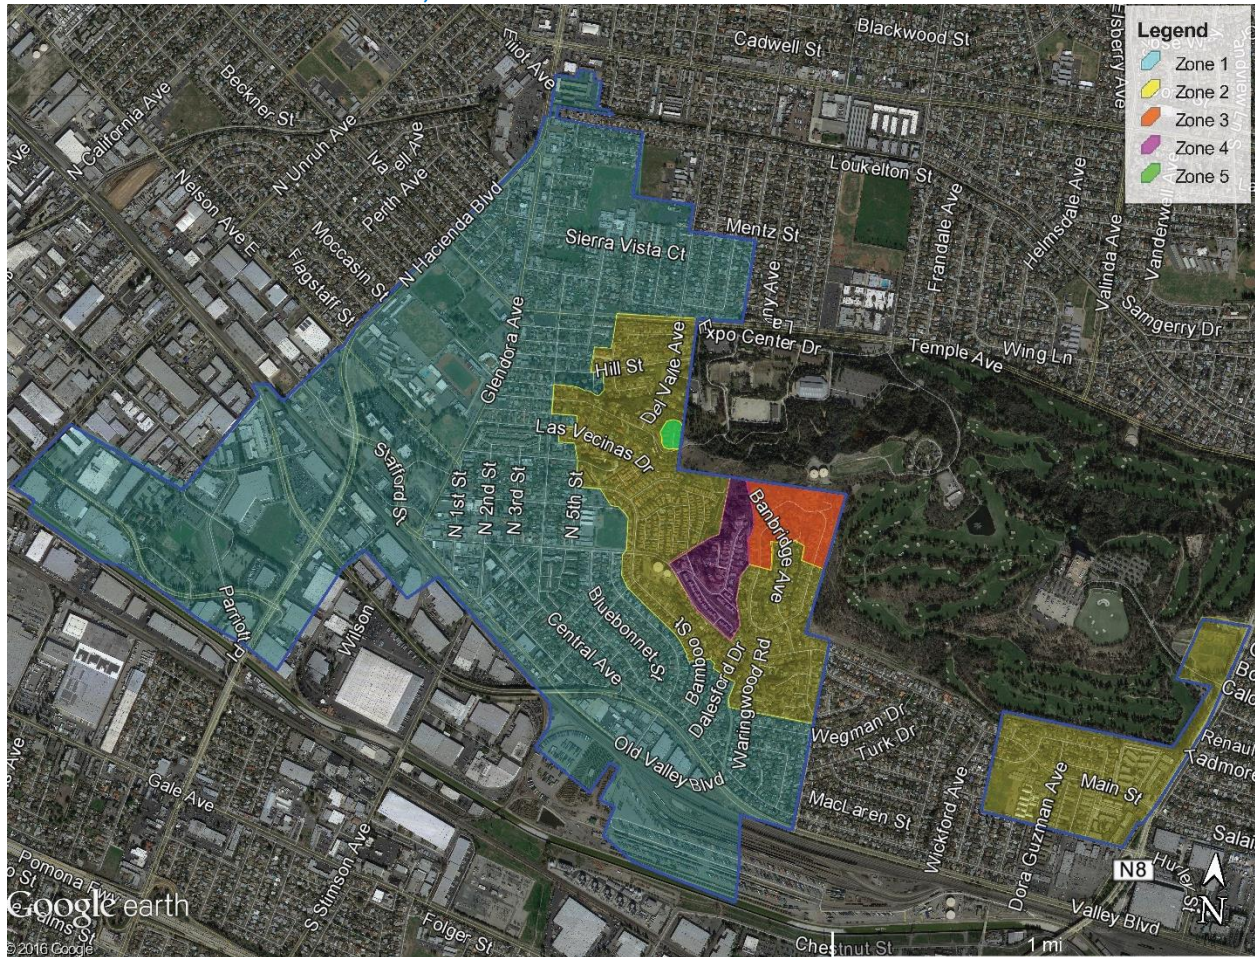 Legend
Zone 1
Zone 2
Zone 3
Zone 4
Zone 5
Blackwood St
Cadwell St
Elliot Ave
Elsberry Ave
Beckner St
N California Ave
N Unruh Ave
Perth Ave
Nelson Ave E
Moccasin St
Flagstaff St
N Hacienda Blvd
Loukelton St
Frandale Ave
Helmsdale Ave
Valinda Ave
Vanderwell Ave
Mentz St
Sierra Vista Ct
Samgerry Dr
Expo Center Dr
Temple Ave
Wing Ln
Glendora Ave
Hill St
Del Valle Ave
Las Vecinas Dr
Stafford St
N 1st St
N 2nd St
N 3rd St
N 5th St
Banbridge Ave
Parriott Pl
Wilson
Bluebonnet St
Central Ave
Bamboo St
Dalesford Dr
Waringwood Rd
Old Valley Blvd
Wegman Dr
Turk Dr
MacLaren St
Wickford Ave
Dora Guzman Ave
Main St
Gale Ave
S Stimson Ave
Folger St
N8
Hurley St
Valley Blvd
Chestnut St
1 mi
N
Google earth
© 2016 Google